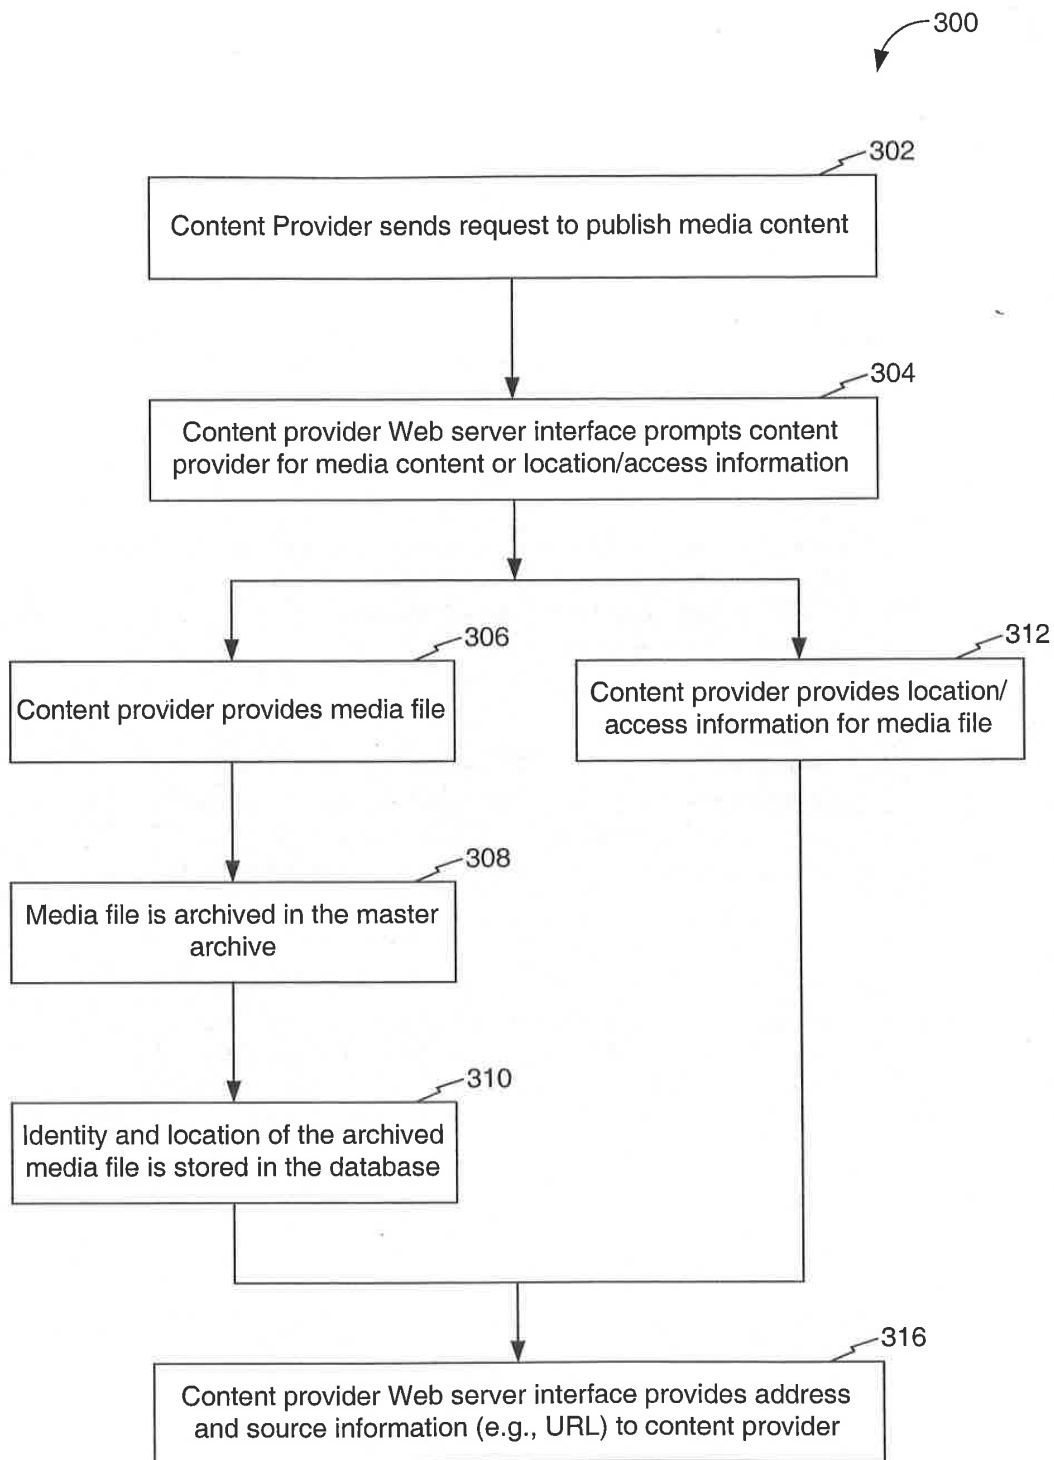 300
302
Content Provider sends request to publish media content
304
Content provider Web server interface prompts content
provider for media content or location/access information
306
Content provider provides media file
312
Content provider provides location/
access information for media file
308
Media file is archived in the master
archive
310
Identity and location of the archived
media file is stored in the database
316
Content provider Web server interface provides address
and source information (e.g., URL) to content provider